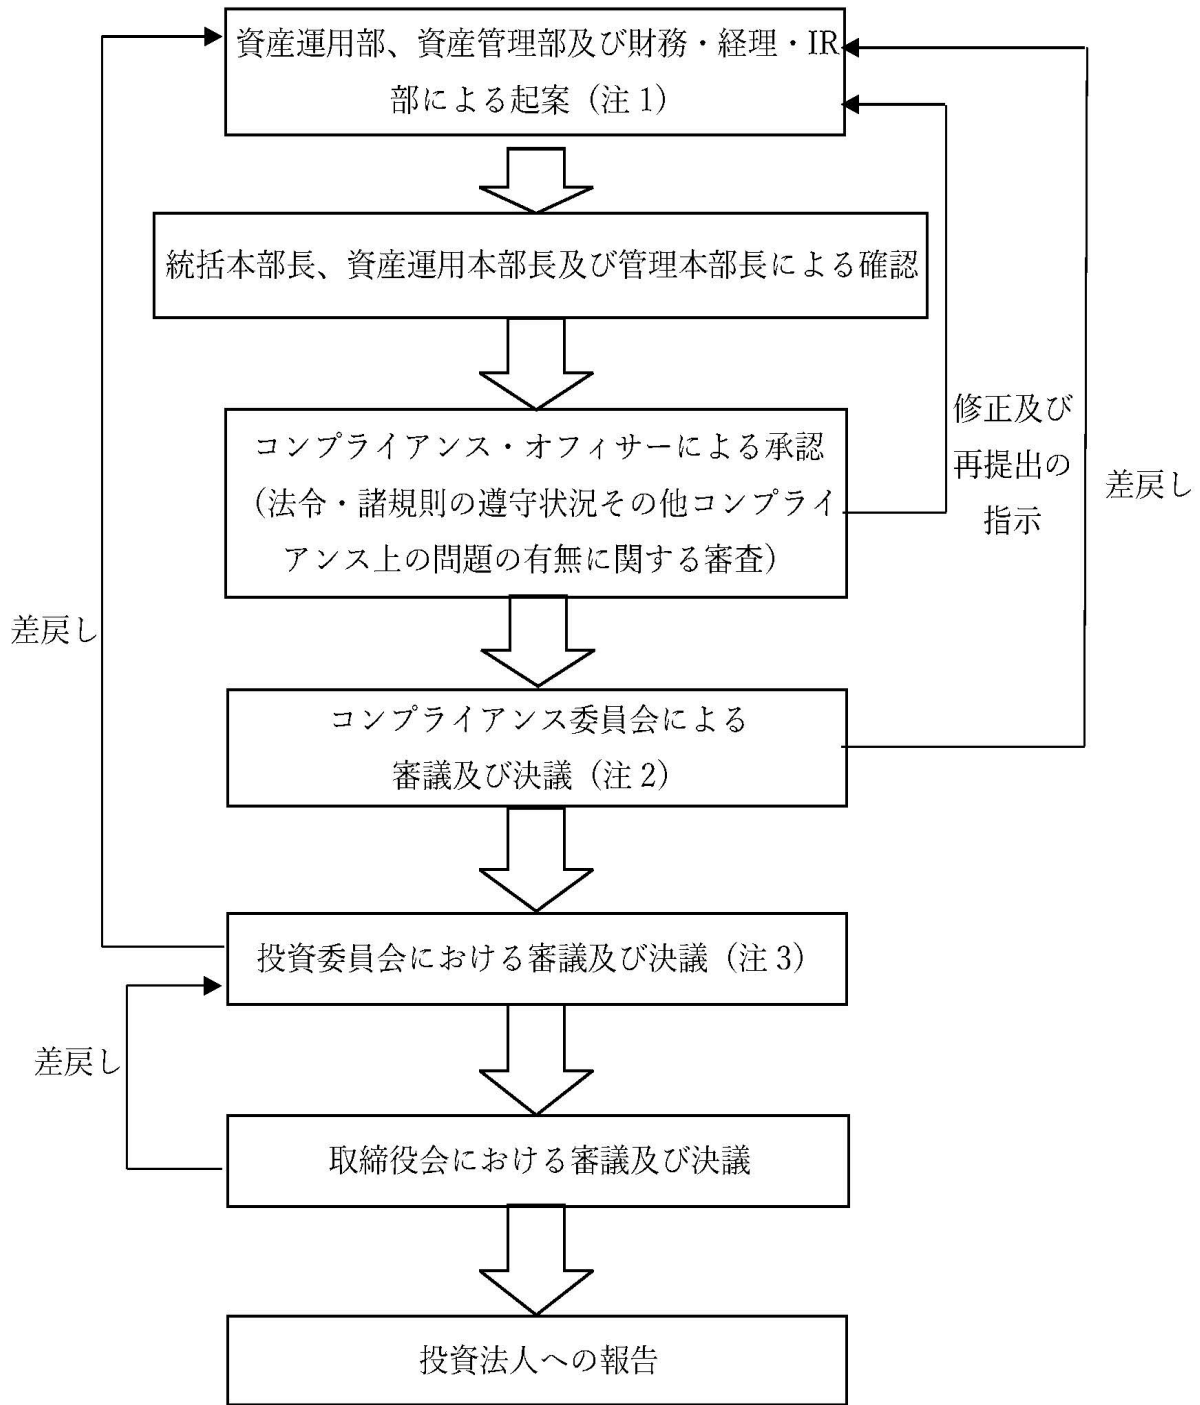 資産運用部、資産管理部及び財務・経理・IR
部による起案（注 1）
統括本部長、資産運用本部長及び管理本部長による確認
コンプライアンス・オフィサーによる承認
（法令・諸規則の遵守状況その他コンプライ
アンス上の問題の有無に関する審査）
修正及び
再提出の
指示
差戻し
差戻し
コンプライアンス委員会による
審議及び決議（注 2）
投資委員会における審議及び決議（注 3）
差戻し
取締役会における審議及び決議
投資法人への報告